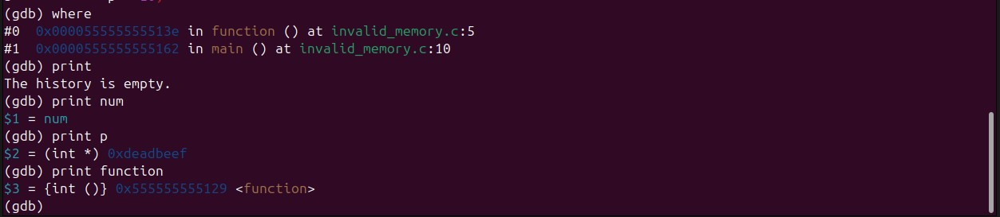 (gdb) where
#0  0x000055555555513e in function () at invalid_memory.c:5
#1  0x0000555555555162 in main () at invalid_memory.c:10
(gdb) print
The history is empty.
(gdb) print num
$1 = num
(gdb) print p
$2 = (int *) 0xdeadbeef
(gdb) print function
$3 = {int ()} 0x555555555129 <function>
(gdb)